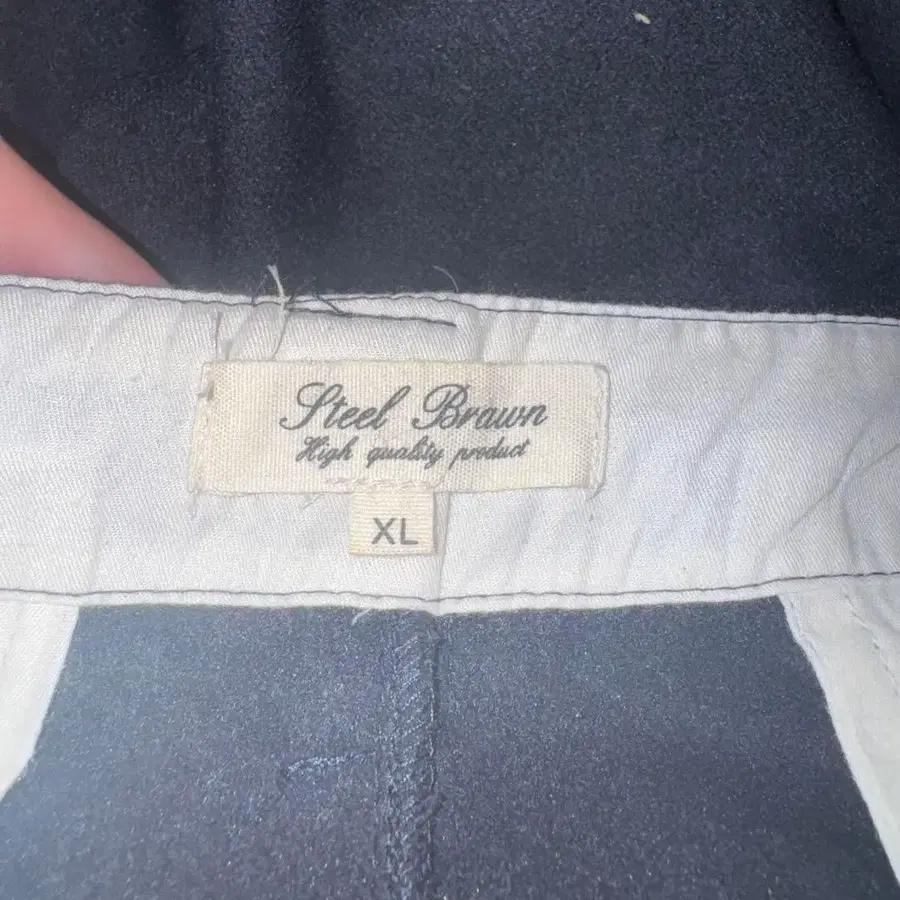 Steel Brawn
High quality product
XL